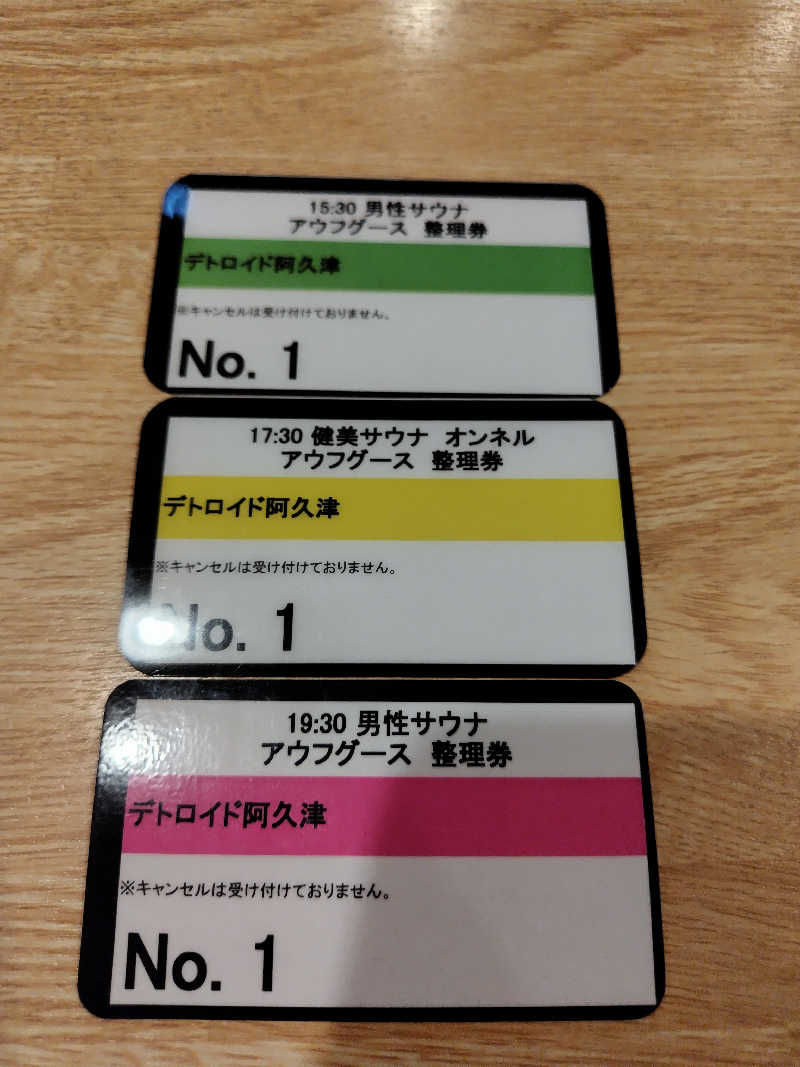 15:30 男性サウナ
アウフグース 整理券
デトロイド阿久津
※キャンセルは受け付けておりません。
No. 1
17:30 健美サウナ オンネル
アウフグース 整理券
デトロイド阿久津
※キャンセルは受け付けておりません。
No. 1
19:30 男性サウナ
アウフグース 整理券
デトロイド阿久津
※キャンセルは受け付けておりません。
No. 1